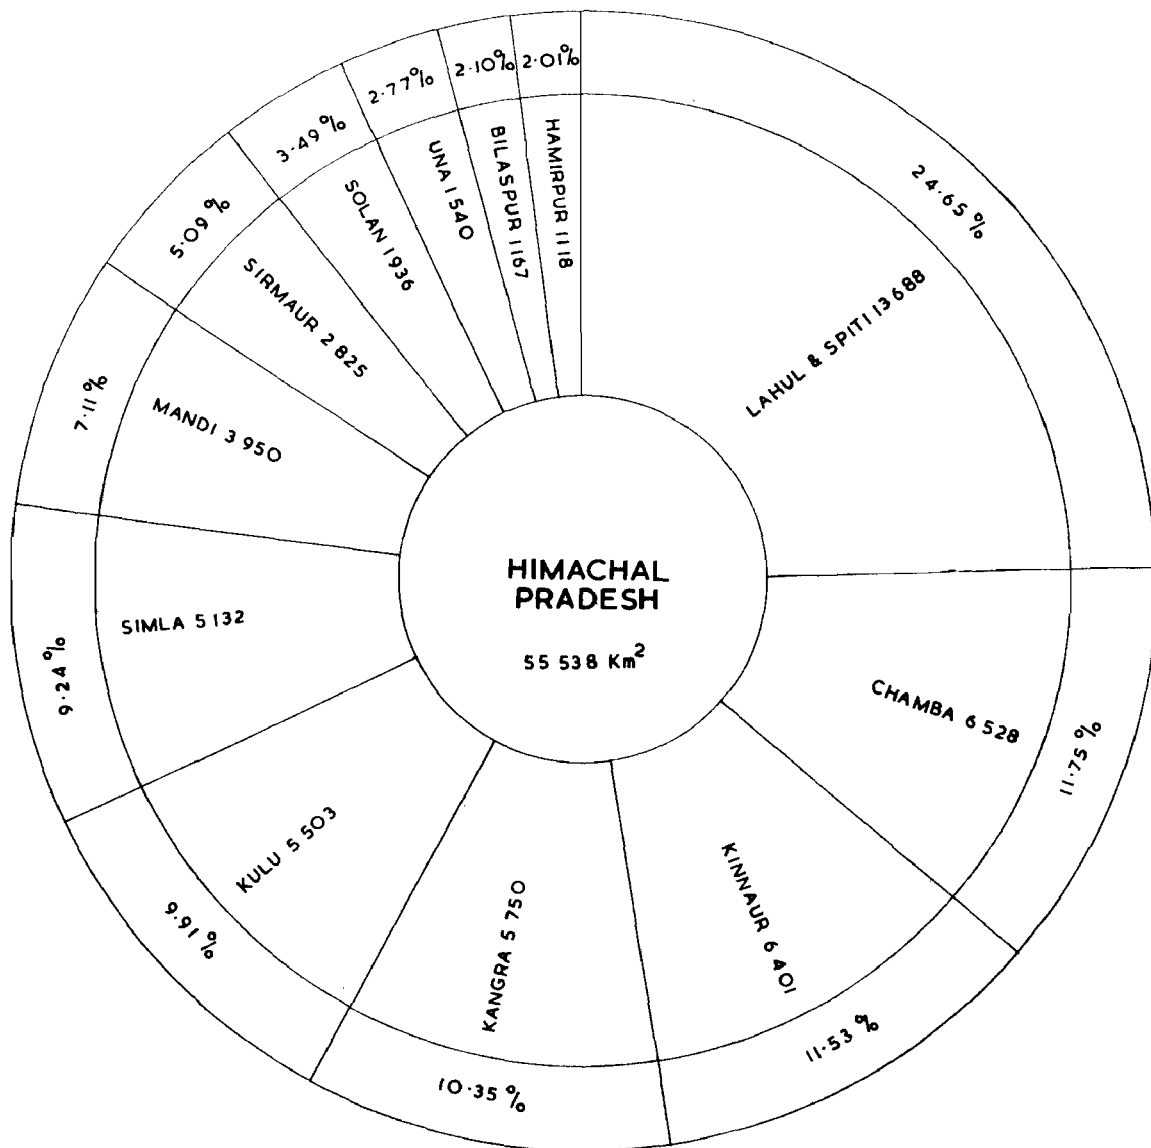 HIMACHAL
PRADESH
55 538 Km²
24·65 %
LAHUL & SPITI 13 688
11·75 %
CHAMBA 6 528
11·53 %
KINNAUR 6 401
10·35 %
KANGRA 5 750
9·91 %
KULU 5 503
9·24 %
SIMLA 5 132
7·11 %
MANDI 3 950
5·09 %
SIRMAUR 2 825
3·49 %
SOLAN 1 936
2·77 %
UNA 1 540
2·10 %
BILASPUR 1 167
2·01 %
HAMIRPUR 1 118